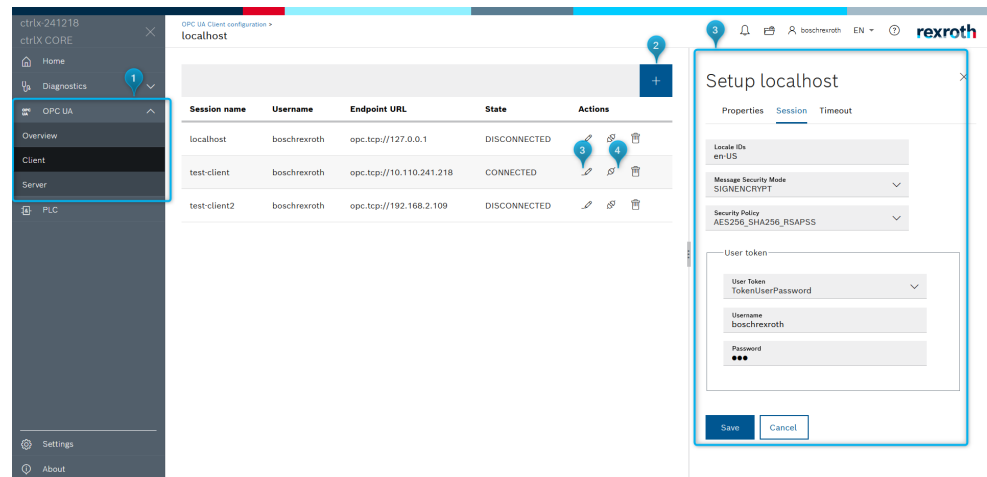 ctrlx-241218
ctrlX CORE
Home
Diagnostics
1
OPC UA
Overview
Client
Server
PLC
Settings
About
OPC UA Client configuration >
localhost
2
+
Session name Username Endpoint URL State Actions
localhost boschrexroth opc.tcp://127.0.0.1 DISCONNECTED
3 4
test-client boschrexroth opc.tcp://10.110.241.218 CONNECTED
test-client2 boschrexroth opc.tcp://192.168.2.109 DISCONNECTED
3
boschrexroth EN ? rexroth
Setup localhost
Properties Session Timeout
Locale IDs
en-US
Message Security Mode
SIGNENCRYPT
Security Policy
AES256_SHA256_RSAPSS
User token
User Token
TokenUserPassword
Username
boschrexroth
Password
●●●
Save Cancel